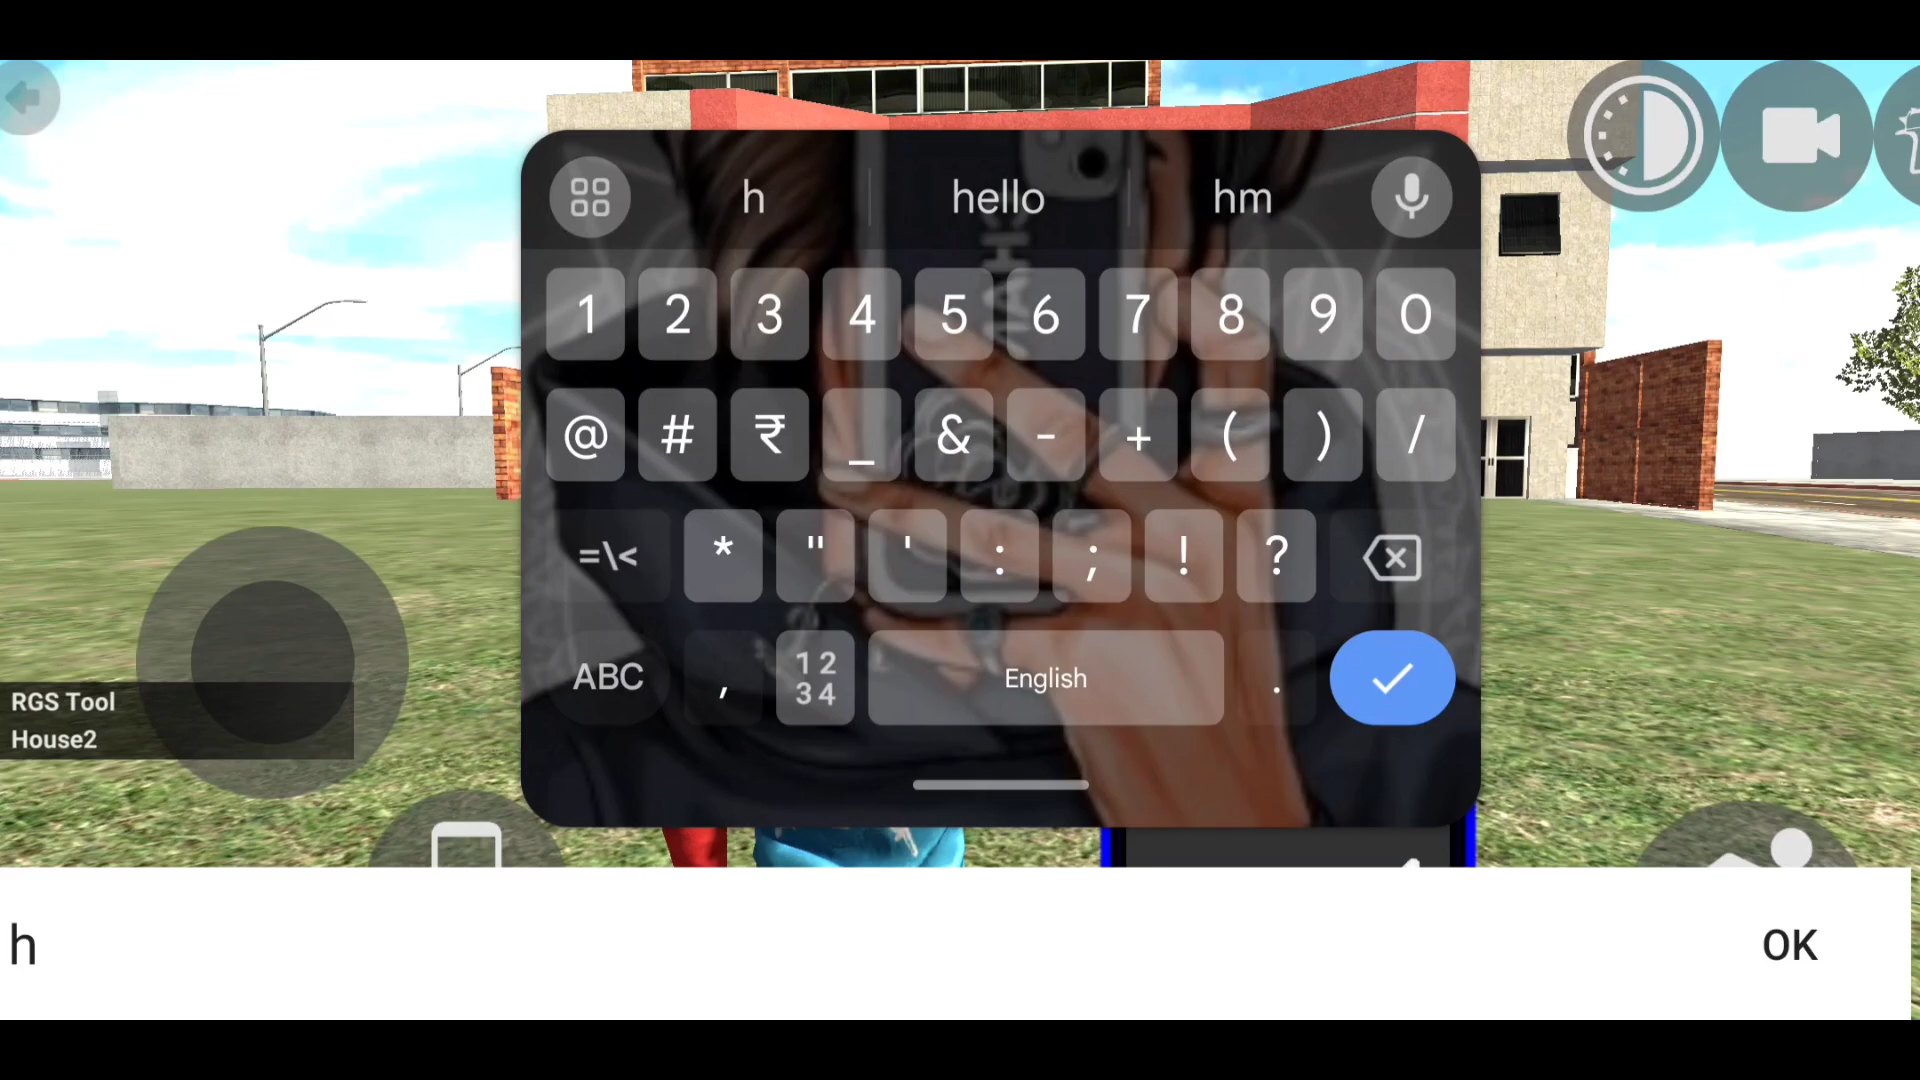 h hello hm
1 2 3 4 5 6 7 8 9 0
@ # ₹ _ & - + ( ) /
=\< * " ' : ; ! ?
ABC , 12 34 English .
RGS Tool
House2
h OK